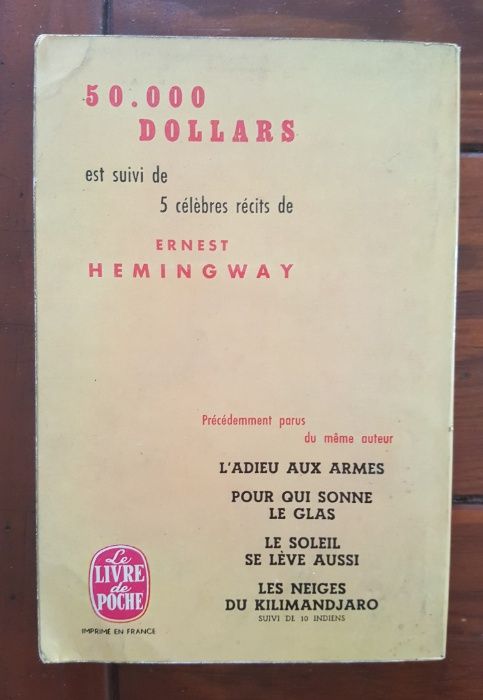 50.000
DOLLARS
est suivi de
5 célèbres récits de
ERNEST
HEMINGWAY
Précédemment parus
du même auteur
L'ADIEU AUX ARMES
POUR QUI SONNE
LE GLAS
LE SOLEIL
SE LÈVE AUSSI
LES NEIGES
DU KILIMANDJARO
SUIVI DE 10 INDIENS
Le
LIVRE
de
POCHE
IMPRIMÉ EN FRANCE